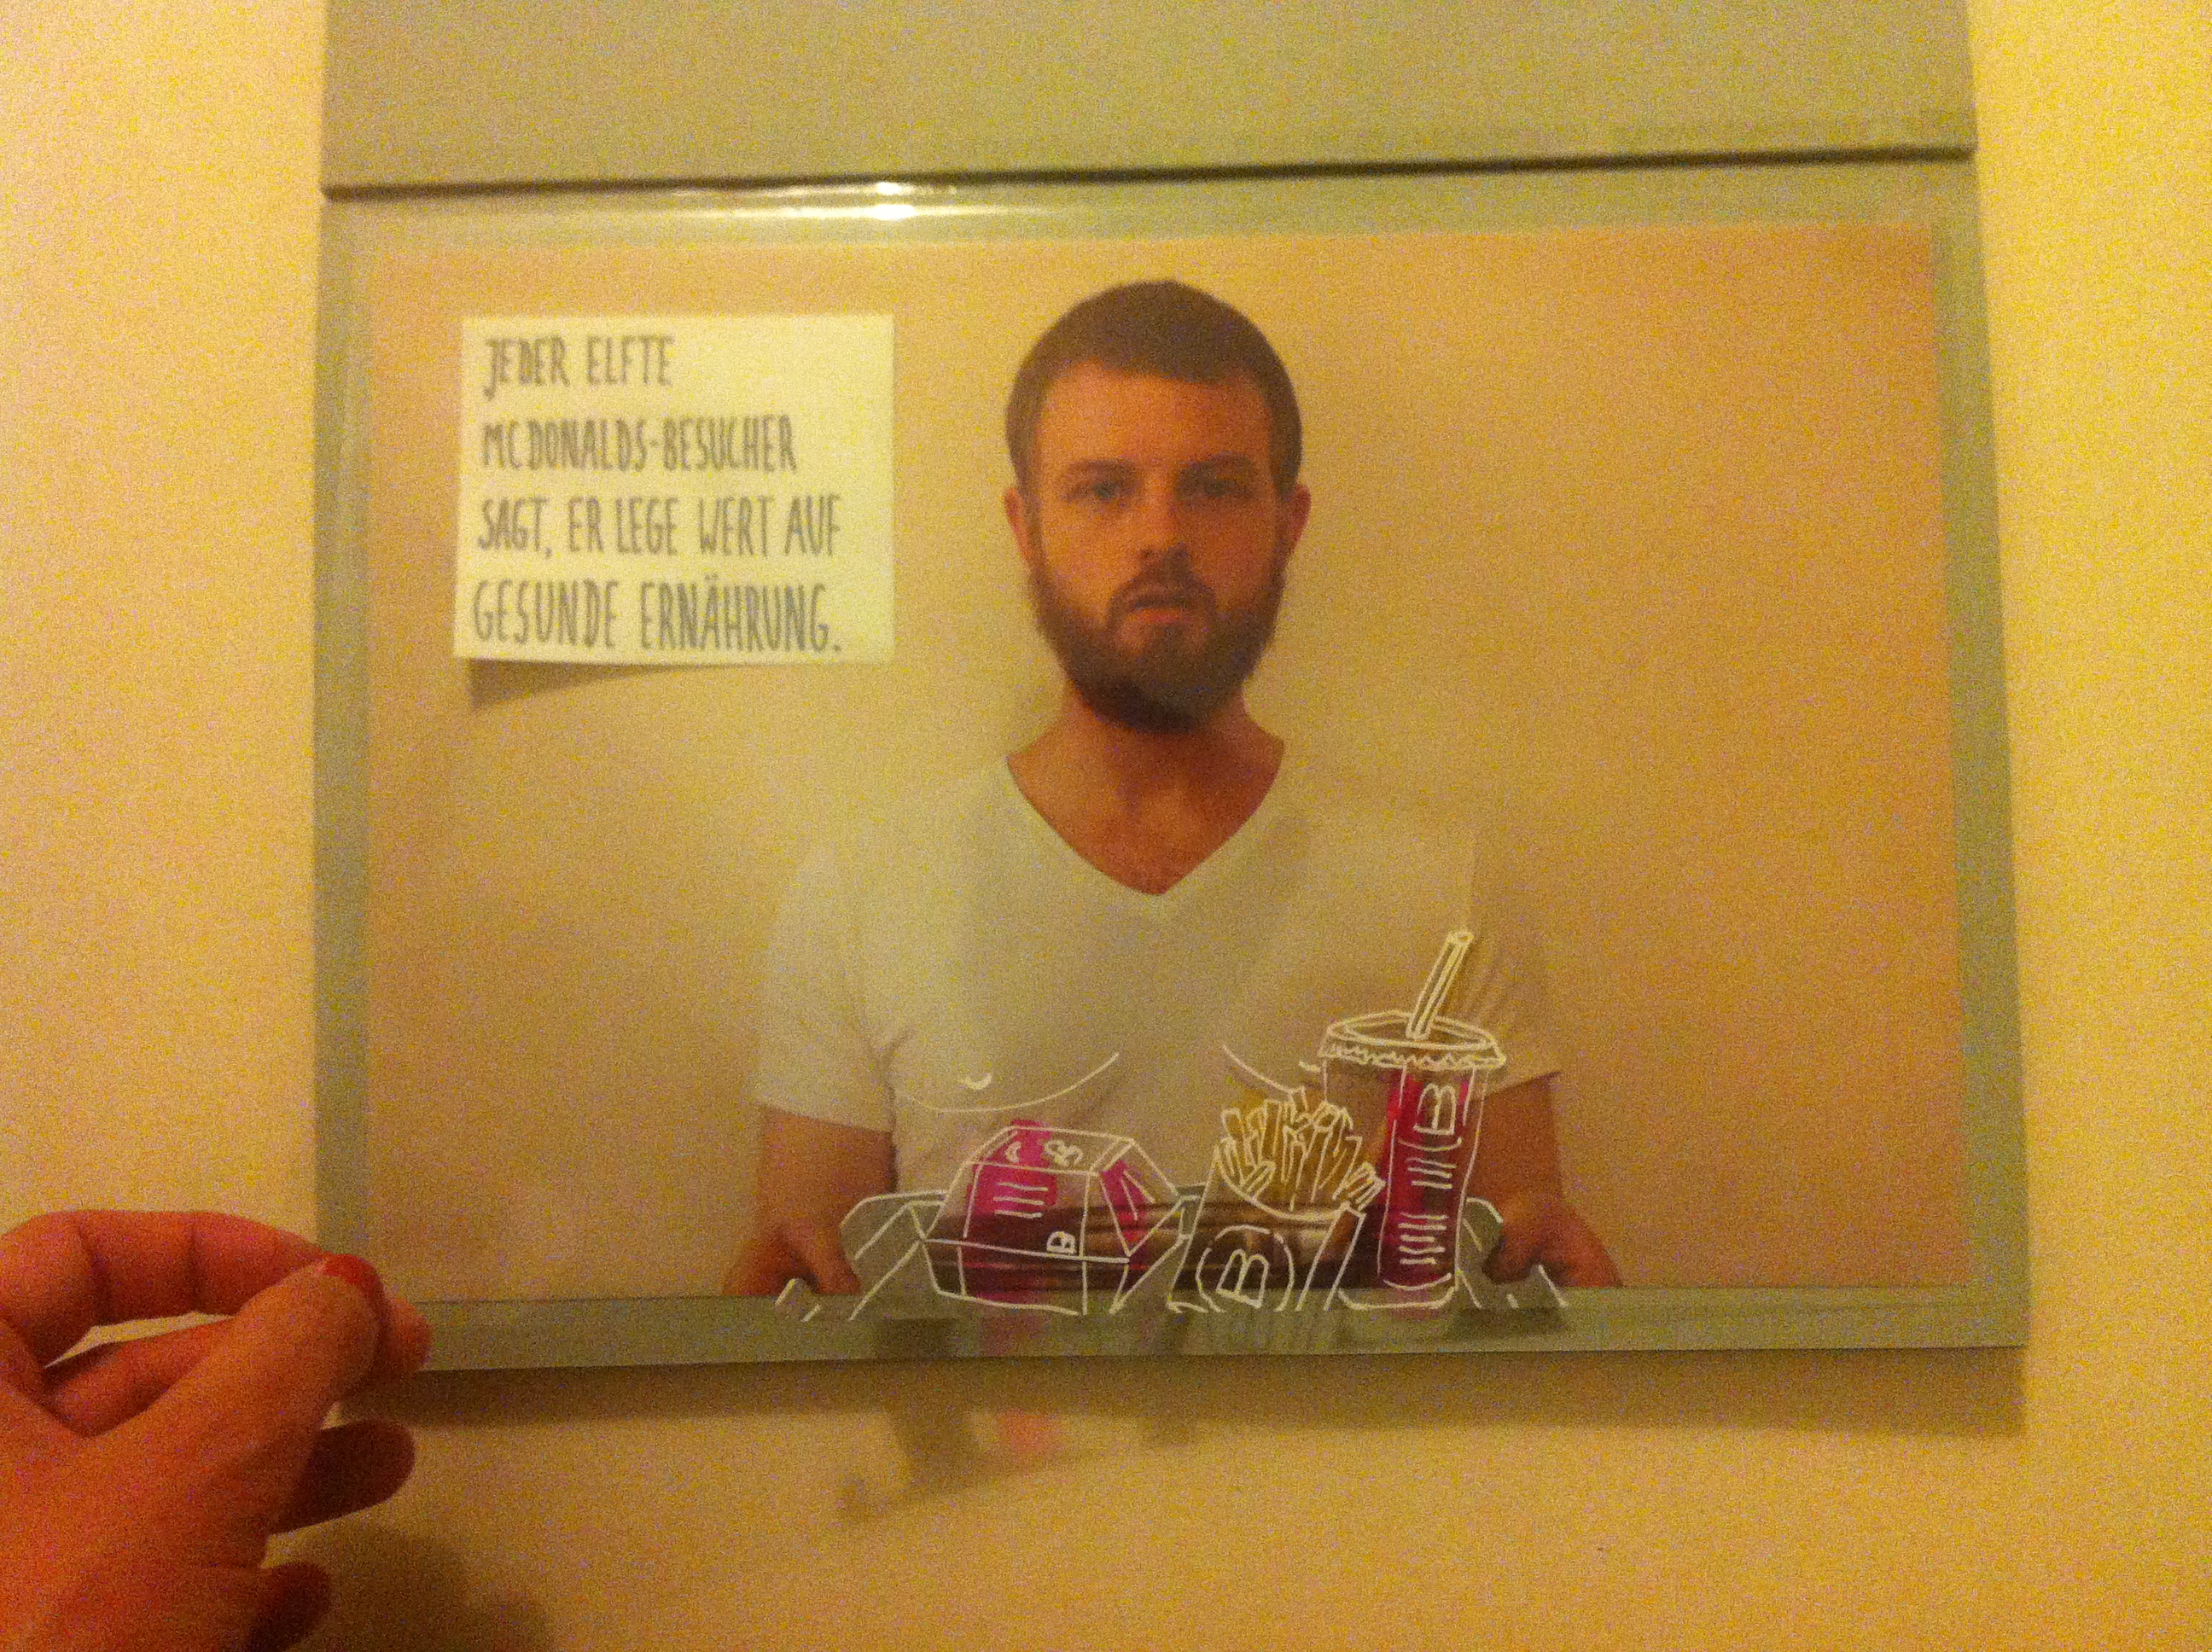 JEDER ELFTE
MCDONALDS-BESUCHER
SAGT, ER LEGE WERT AUF
GESUNDE ERNÄHRUNG.
B
B
B